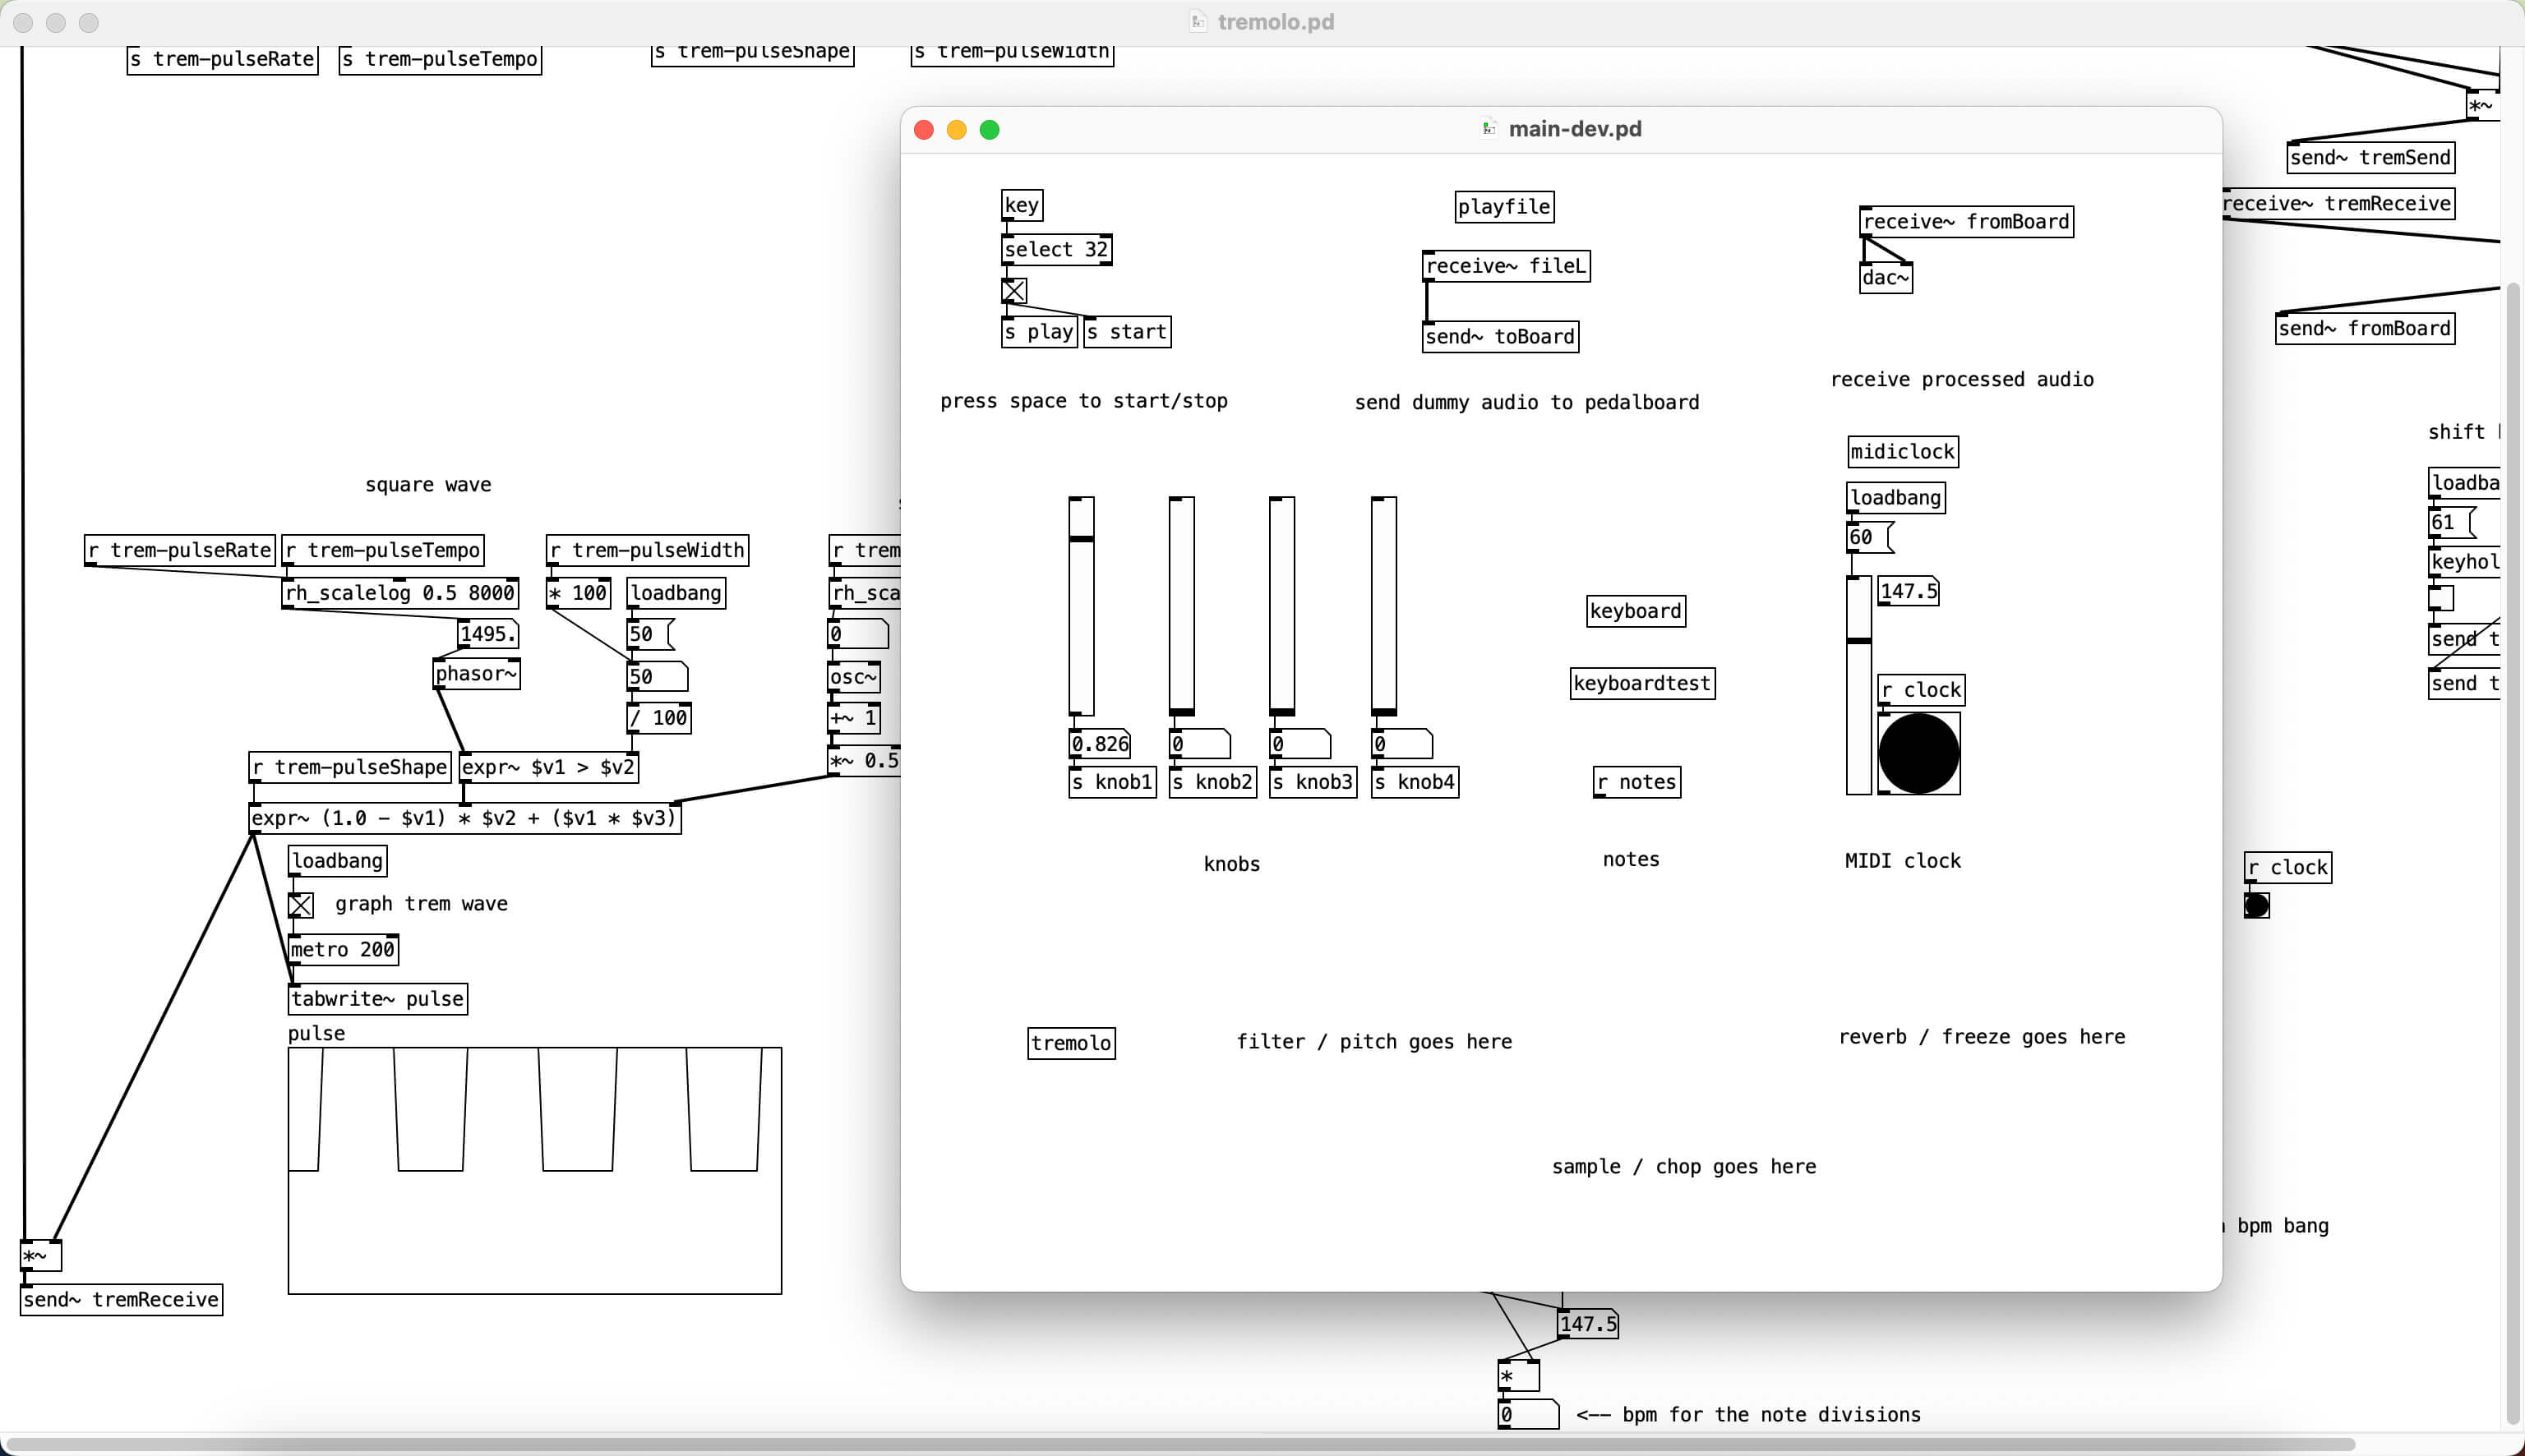 tremolo.pd
s trem-pulseRate
s trem-pulseTempo
s trem-pulseShape
s trem-pulseWidth
*~
send~ tremSend
receive~ tremReceive
send~ fromBoard
main-dev.pd
key
select 32
s play
s start
press space to start/stop
playfile
receive~ fileL
send~ toBoard
send dummy audio to pedalboard
receive~ fromBoard
dac~
receive processed audio
midiclock
loadbang
60
147.5
r clock
MIDI clock
0.826
0
0
0
s knob1
s knob2
s knob3
s knob4
knobs
keyboard
keyboardtest
r notes
notes
tremolo
filter / pitch goes here
reverb / freeze goes here
sample / chop goes here
square wave
r trem-pulseRate
r trem-pulseTempo
rh_scalelog 0.5 8000
1495.
phasor~
r trem-pulseWidth
* 100
loadbang
50
50
/ 100
r trem-pulseShape
expr~ $v1 > $v2
expr~ (1.0 - $v1) * $v2 + ($v1 * $v3)
r trem
rh_sca
0
osc~
+~ 1
*~ 0.5
loadbang
graph trem wave
metro 200
tabwrite~ pulse
pulse
*~
send~ tremReceive
shift
loadba
61
keyhol
send t
send t
r clock
bpm bang
147.5
*
0
<-- bpm for the note divisions